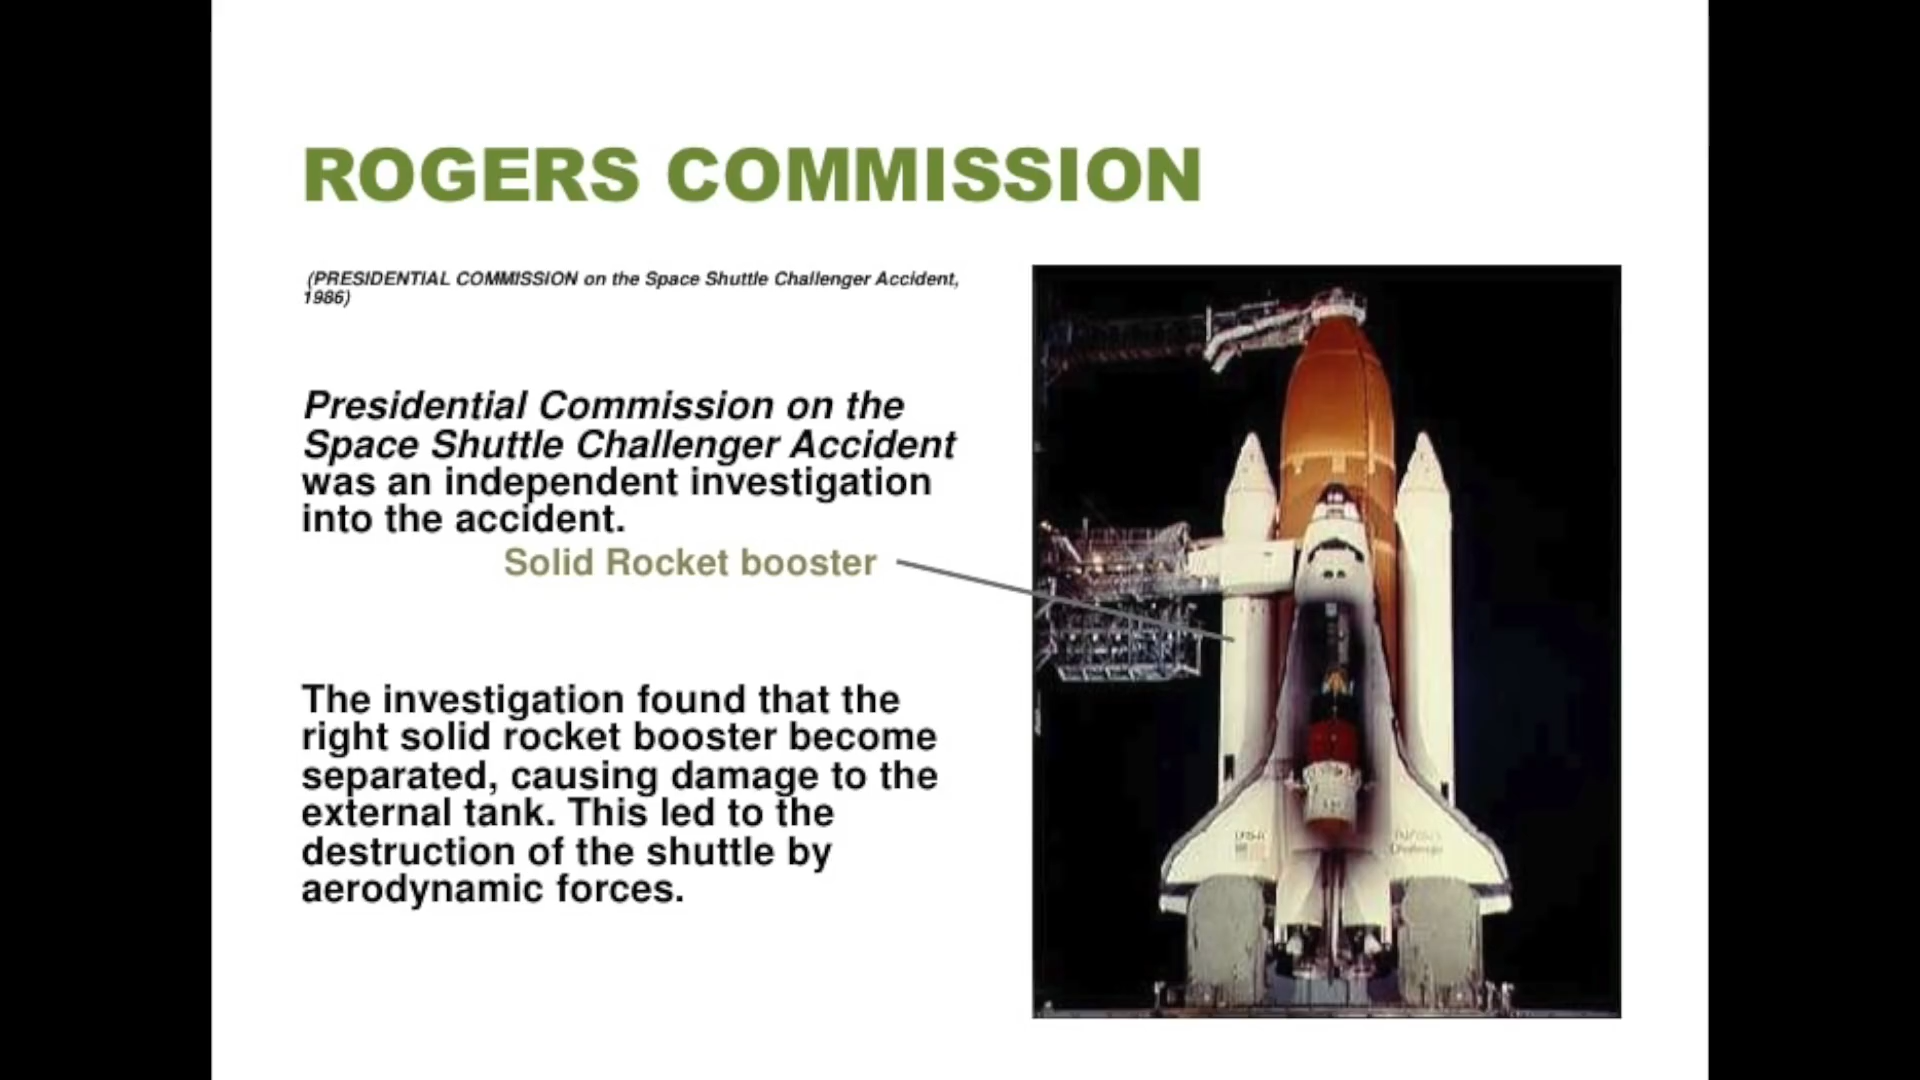 ROGERS COMMISSION
(PRESIDENTIAL COMMISSION on the Space Shuttle Challenger Accident,
1986)
Presidential Commission on the
Space Shuttle Challenger Accident
was an independent investigation
into the accident.
Solid Rocket booster
The investigation found that the
right solid rocket booster become
separated, causing damage to the
external tank. This led to the
destruction of the shuttle by
aerodynamic forces.
USA
Challenger